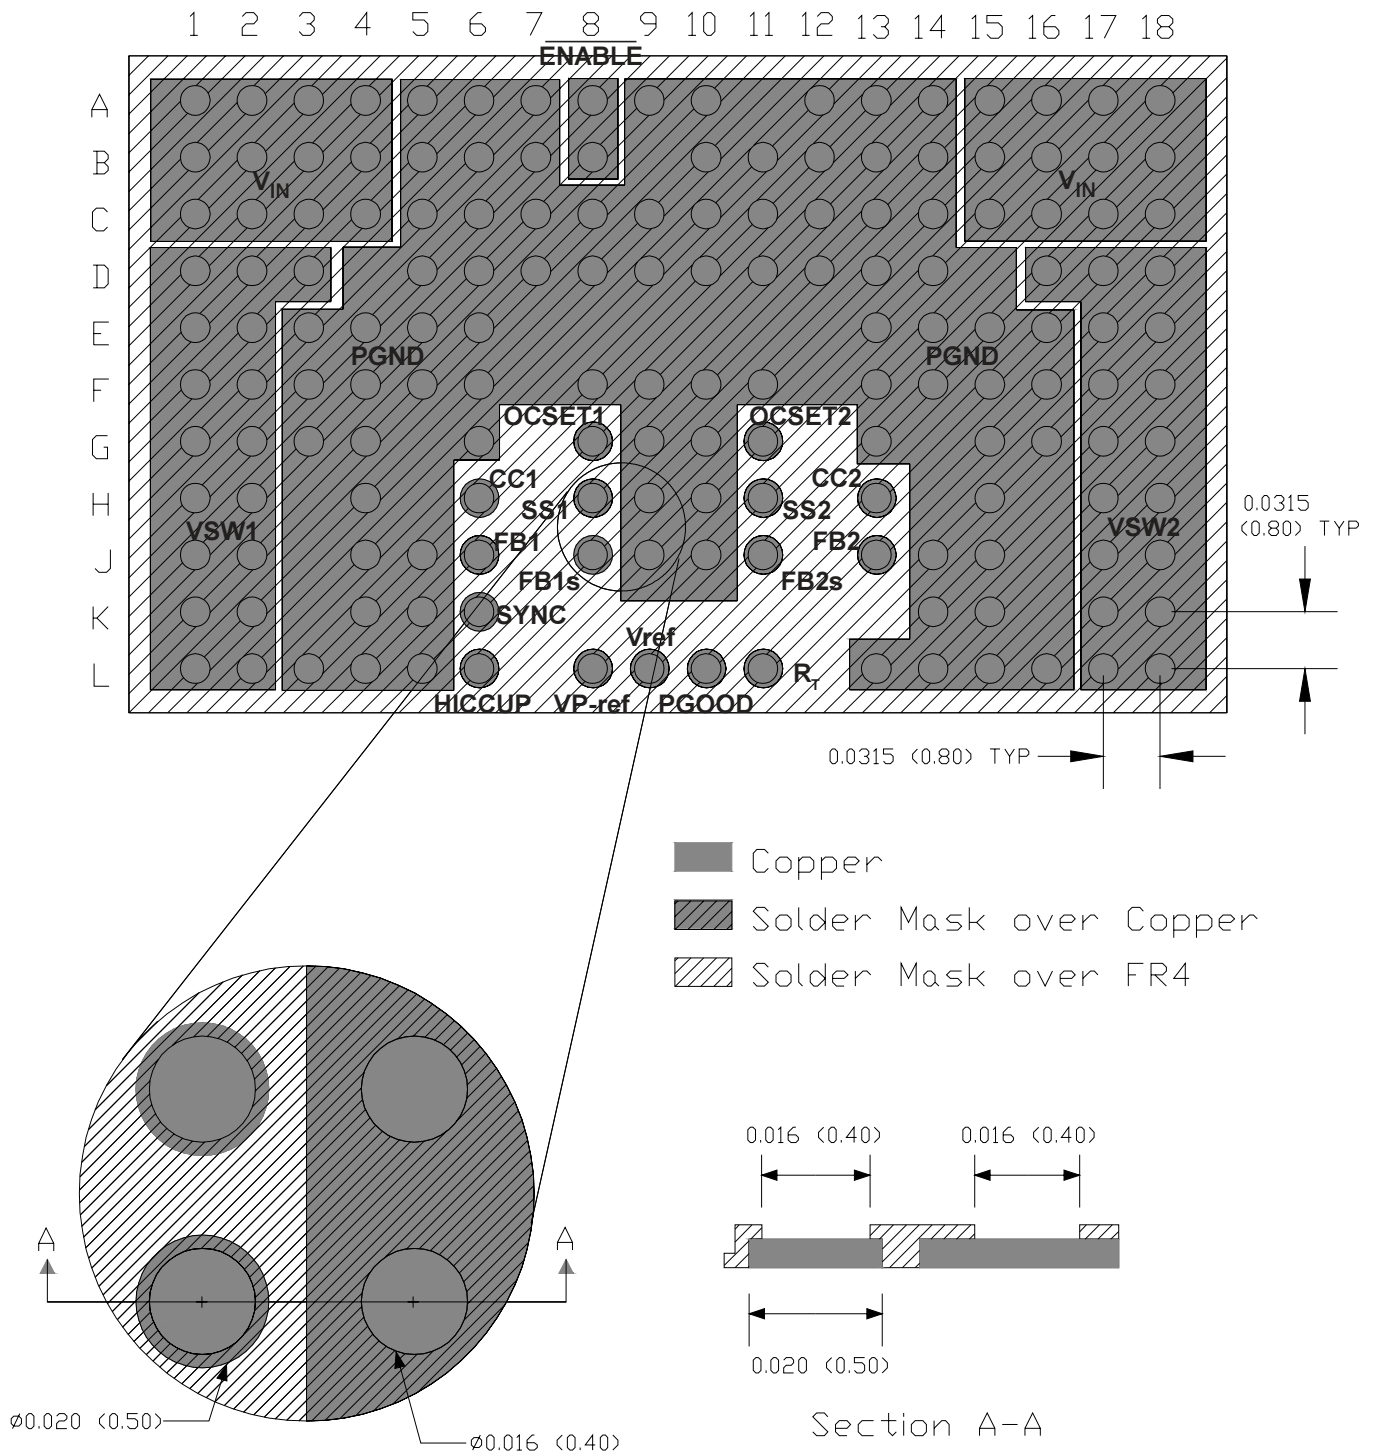 1 2 3 4 5 6 7 8 9 10 11 12 13 14 15 16 17 18
ENABLE
A
B
V_IN V_IN
C
D
E
PGND PGND
F
OCSET1 OCSET2
G
CC1 CC2
H
SS1 SS2
VSW1 VSW2
FB1 FB2
J
FB1s FB2s
K
SYNC
Vref
L
R_T
HICCUP VP-ref PGOOD
0.0315
(0.80) TYP
0.0315 (0.80) TYP
Copper
Solder Mask over Copper
Solder Mask over FR4
0.016 (0.40) 0.016 (0.40)
A A
0.020 (0.50)
Ø0.020 (0.50)
Ø0.016 (0.40)
Section A-A